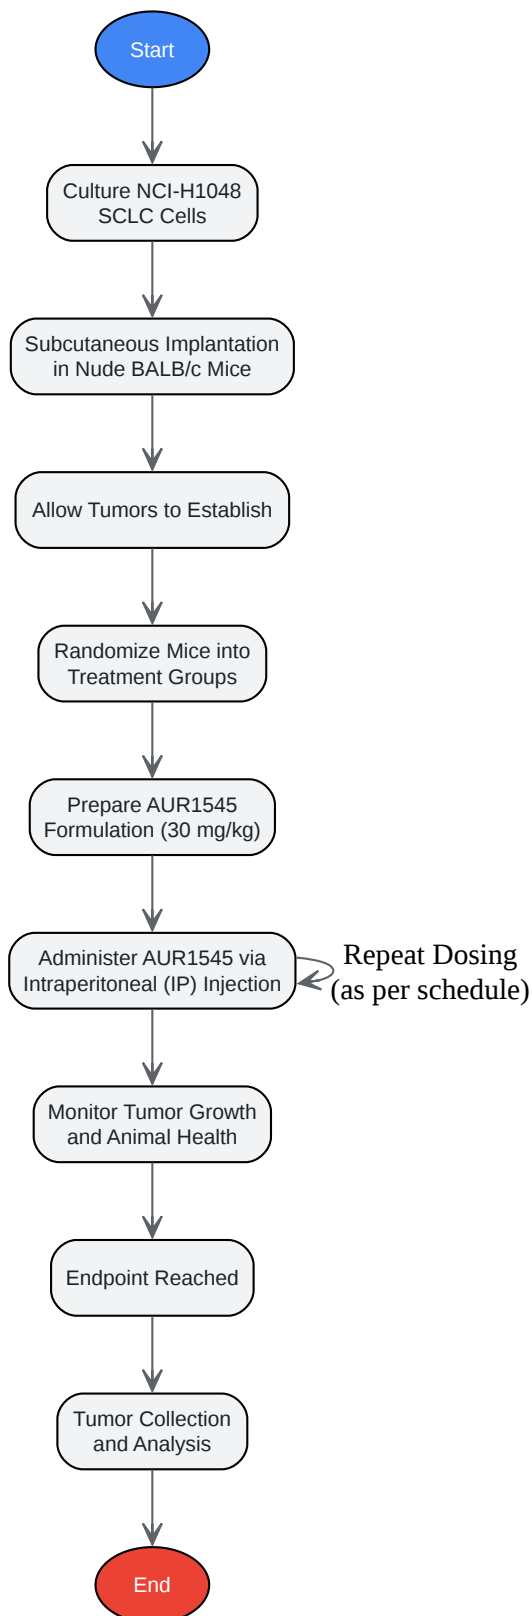 Start
Culture NCI-H1048
SCLC Cells
Subcutaneous Implantation
in Nude BALB/c Mice
Allow Tumors to Establish
Randomize Mice into
Treatment Groups
Prepare AUR1545
Formulation (30 mg/kg)
Administer AUR1545 via
Intraperitoneal (IP) Injection
Repeat Dosing
(as per schedule)
Monitor Tumor Growth
and Animal Health
Endpoint Reached
Tumor Collection
and Analysis
End